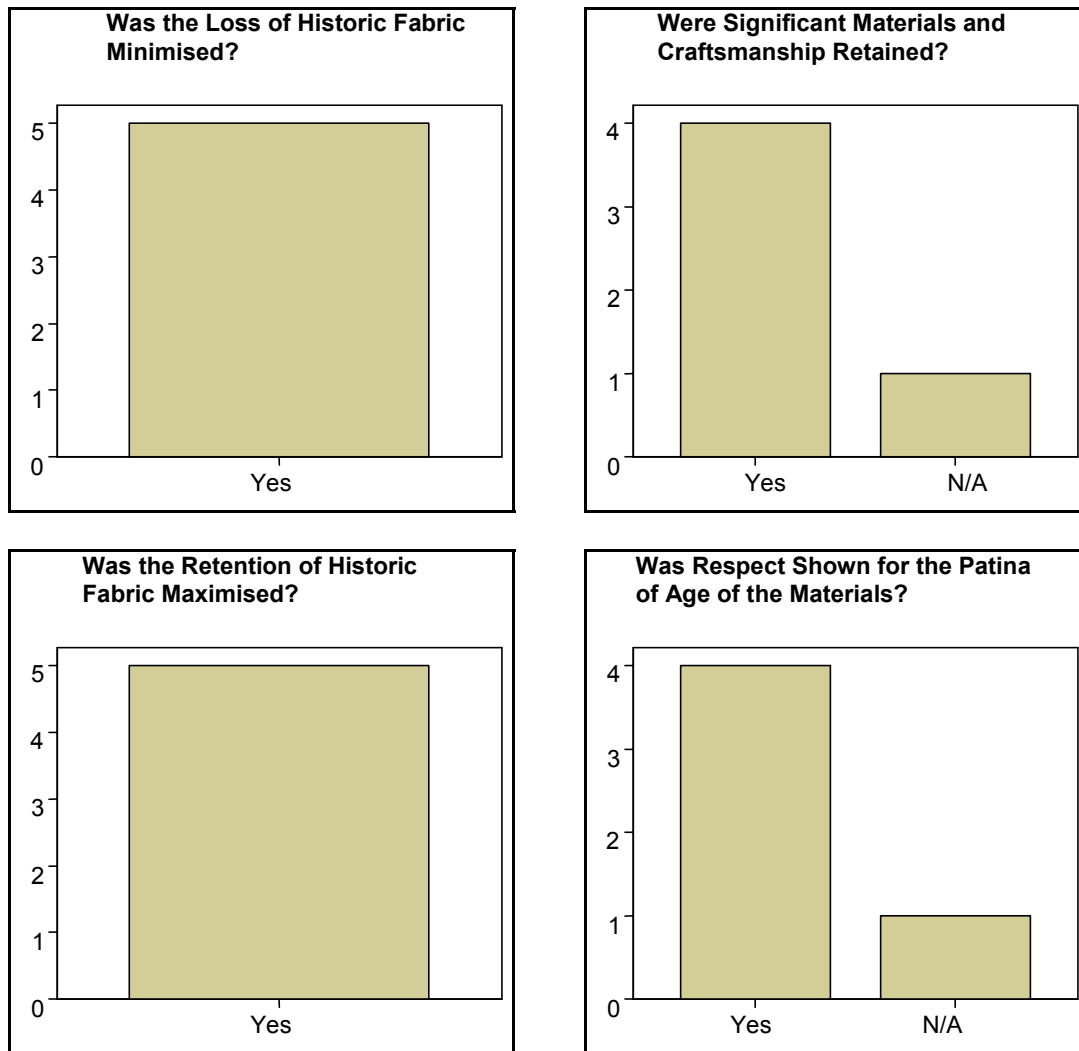 Was the Loss of Historic Fabric
Minimised?
5
4
3
2
1
0
Yes
Were Significant Materials and
Craftsmanship Retained?
4
3
2
1
0
Yes N/A
Was the Retention of Historic
Fabric Maximised?
5
4
3
2
1
0
Yes
Was Respect Shown for the Patina
of Age of the Materials?
4
3
2
1
0
Yes N/A